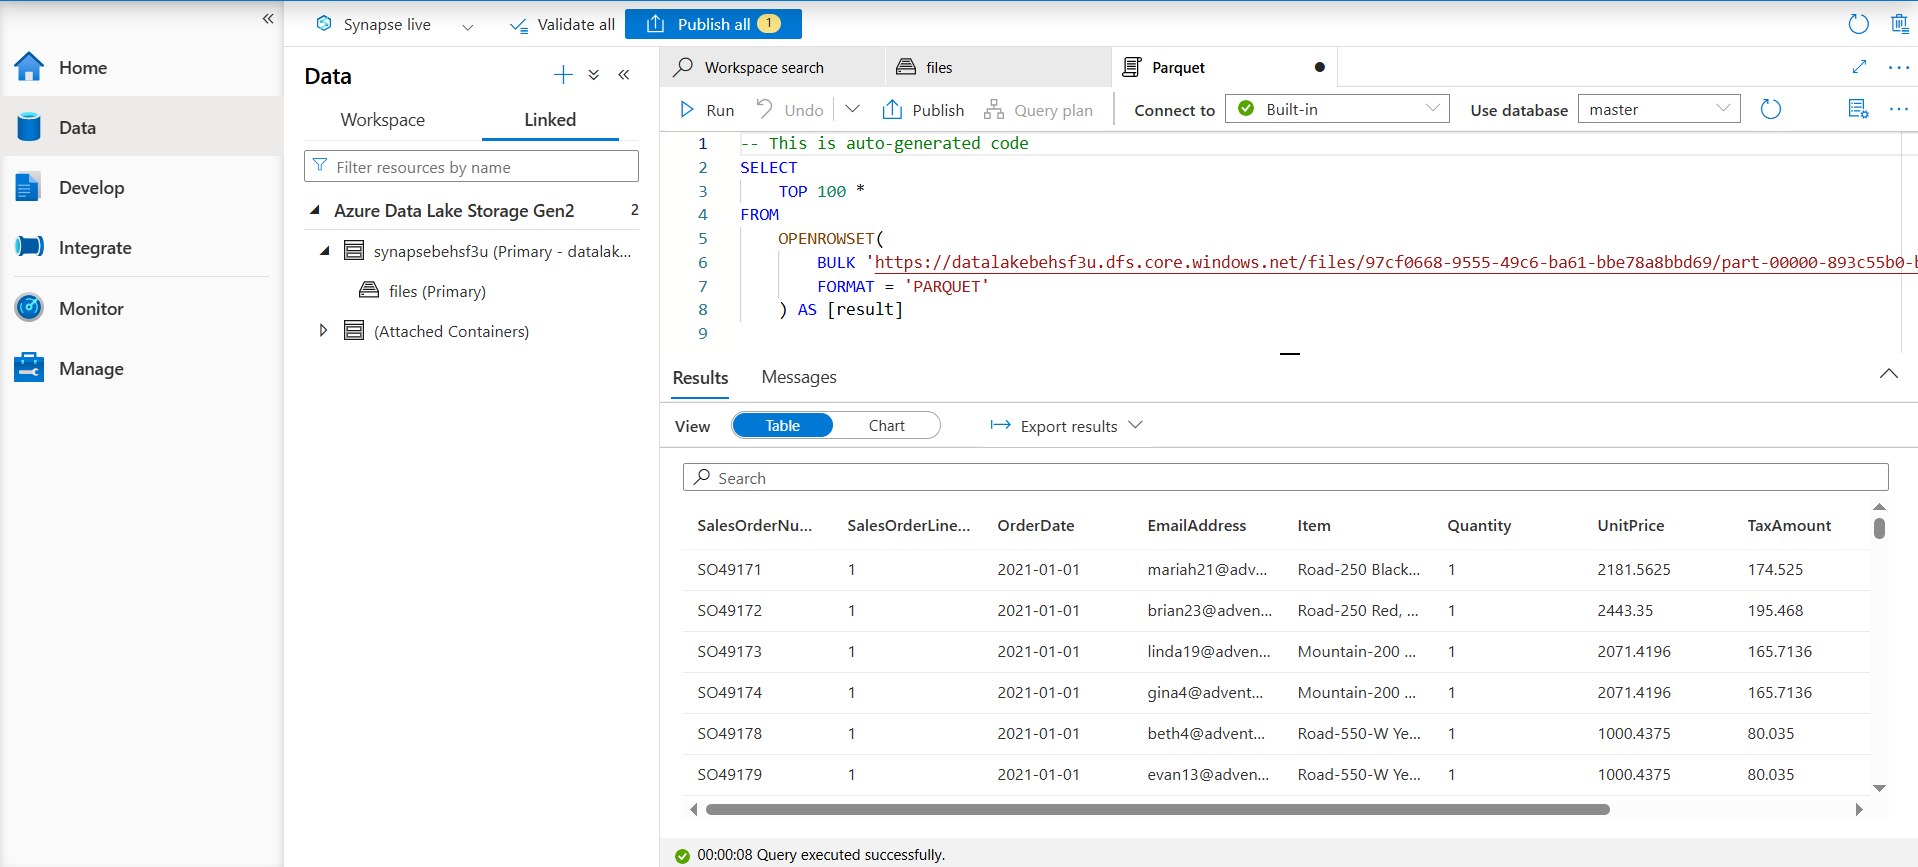 Synapse live
Validate all
Publish all 1
Home
Data
Develop
Integrate
Monitor
Manage
Data
Workspace
Linked
Filter resources by name
Azure Data Lake Storage Gen2 2
synapsebehsf3u (Primary - datalak...
files (Primary)
(Attached Containers)
Workspace search
files
Parquet
Run
Undo
Publish
Query plan
Connect to
Built-in
Use database
master
1 -- This is auto-generated code
2 SELECT
3 TOP 100 *
4 FROM
5 OPENROWSET(
6 BULK 'https://datalakebehsf3u.dfs.core.windows.net/files/97cf0668-9555-49c6-ba61-bbe78a8bbd69/part-00000-893c55b0-b
7 FORMAT = 'PARQUET'
8 ) AS [result]
9
Results
Messages
View
Table
Chart
Export results
Search
SalesOrderNu... SalesOrderLine... OrderDate EmailAddress Item Quantity UnitPrice TaxAmount
SO49171 1 2021-01-01 mariah21@adv... Road-250 Black... 1 2181.5625 174.525
SO49172 1 2021-01-01 brian23@adven... Road-250 Red, ... 1 2443.35 195.468
SO49173 1 2021-01-01 linda19@adven... Mountain-200 ... 1 2071.4196 165.7136
SO49174 1 2021-01-01 gina4@advent... Mountain-200 ... 1 2071.4196 165.7136
SO49178 1 2021-01-01 beth4@advent... Road-550-W Ye... 1 1000.4375 80.035
SO49179 1 2021-01-01 evan13@adven... Road-550-W Ye... 1 1000.4375 80.035
00:00:08 Query executed successfully.